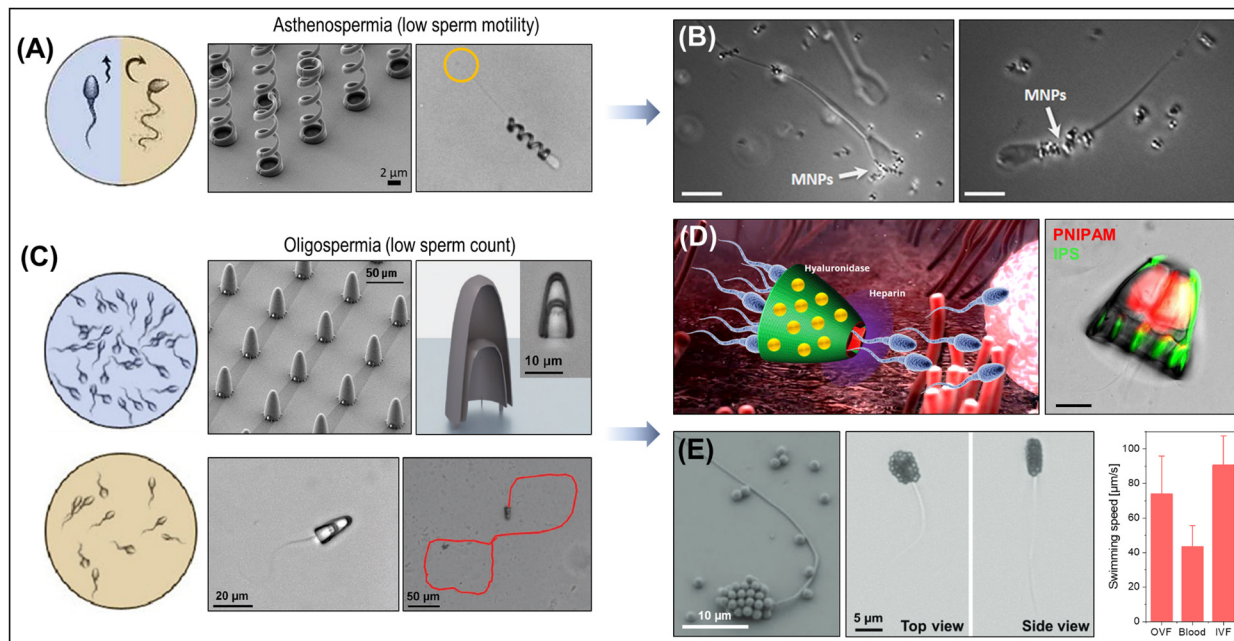 (A)
Asthenospermia (low sperm motility)
2 µm
(B)
MNPs
MNPs
(C)
Oligospermia (low sperm count)
50 µm
10 µm
20 µm
50 µm
(D)
Hyaluronidase
Heparin
PNIPAM
IPS
(E)
10 µm
5 µm
Top view
Side view
Swimming speed [µm/s]
100
80
60
40
20
0
OVF
Blood
IVF